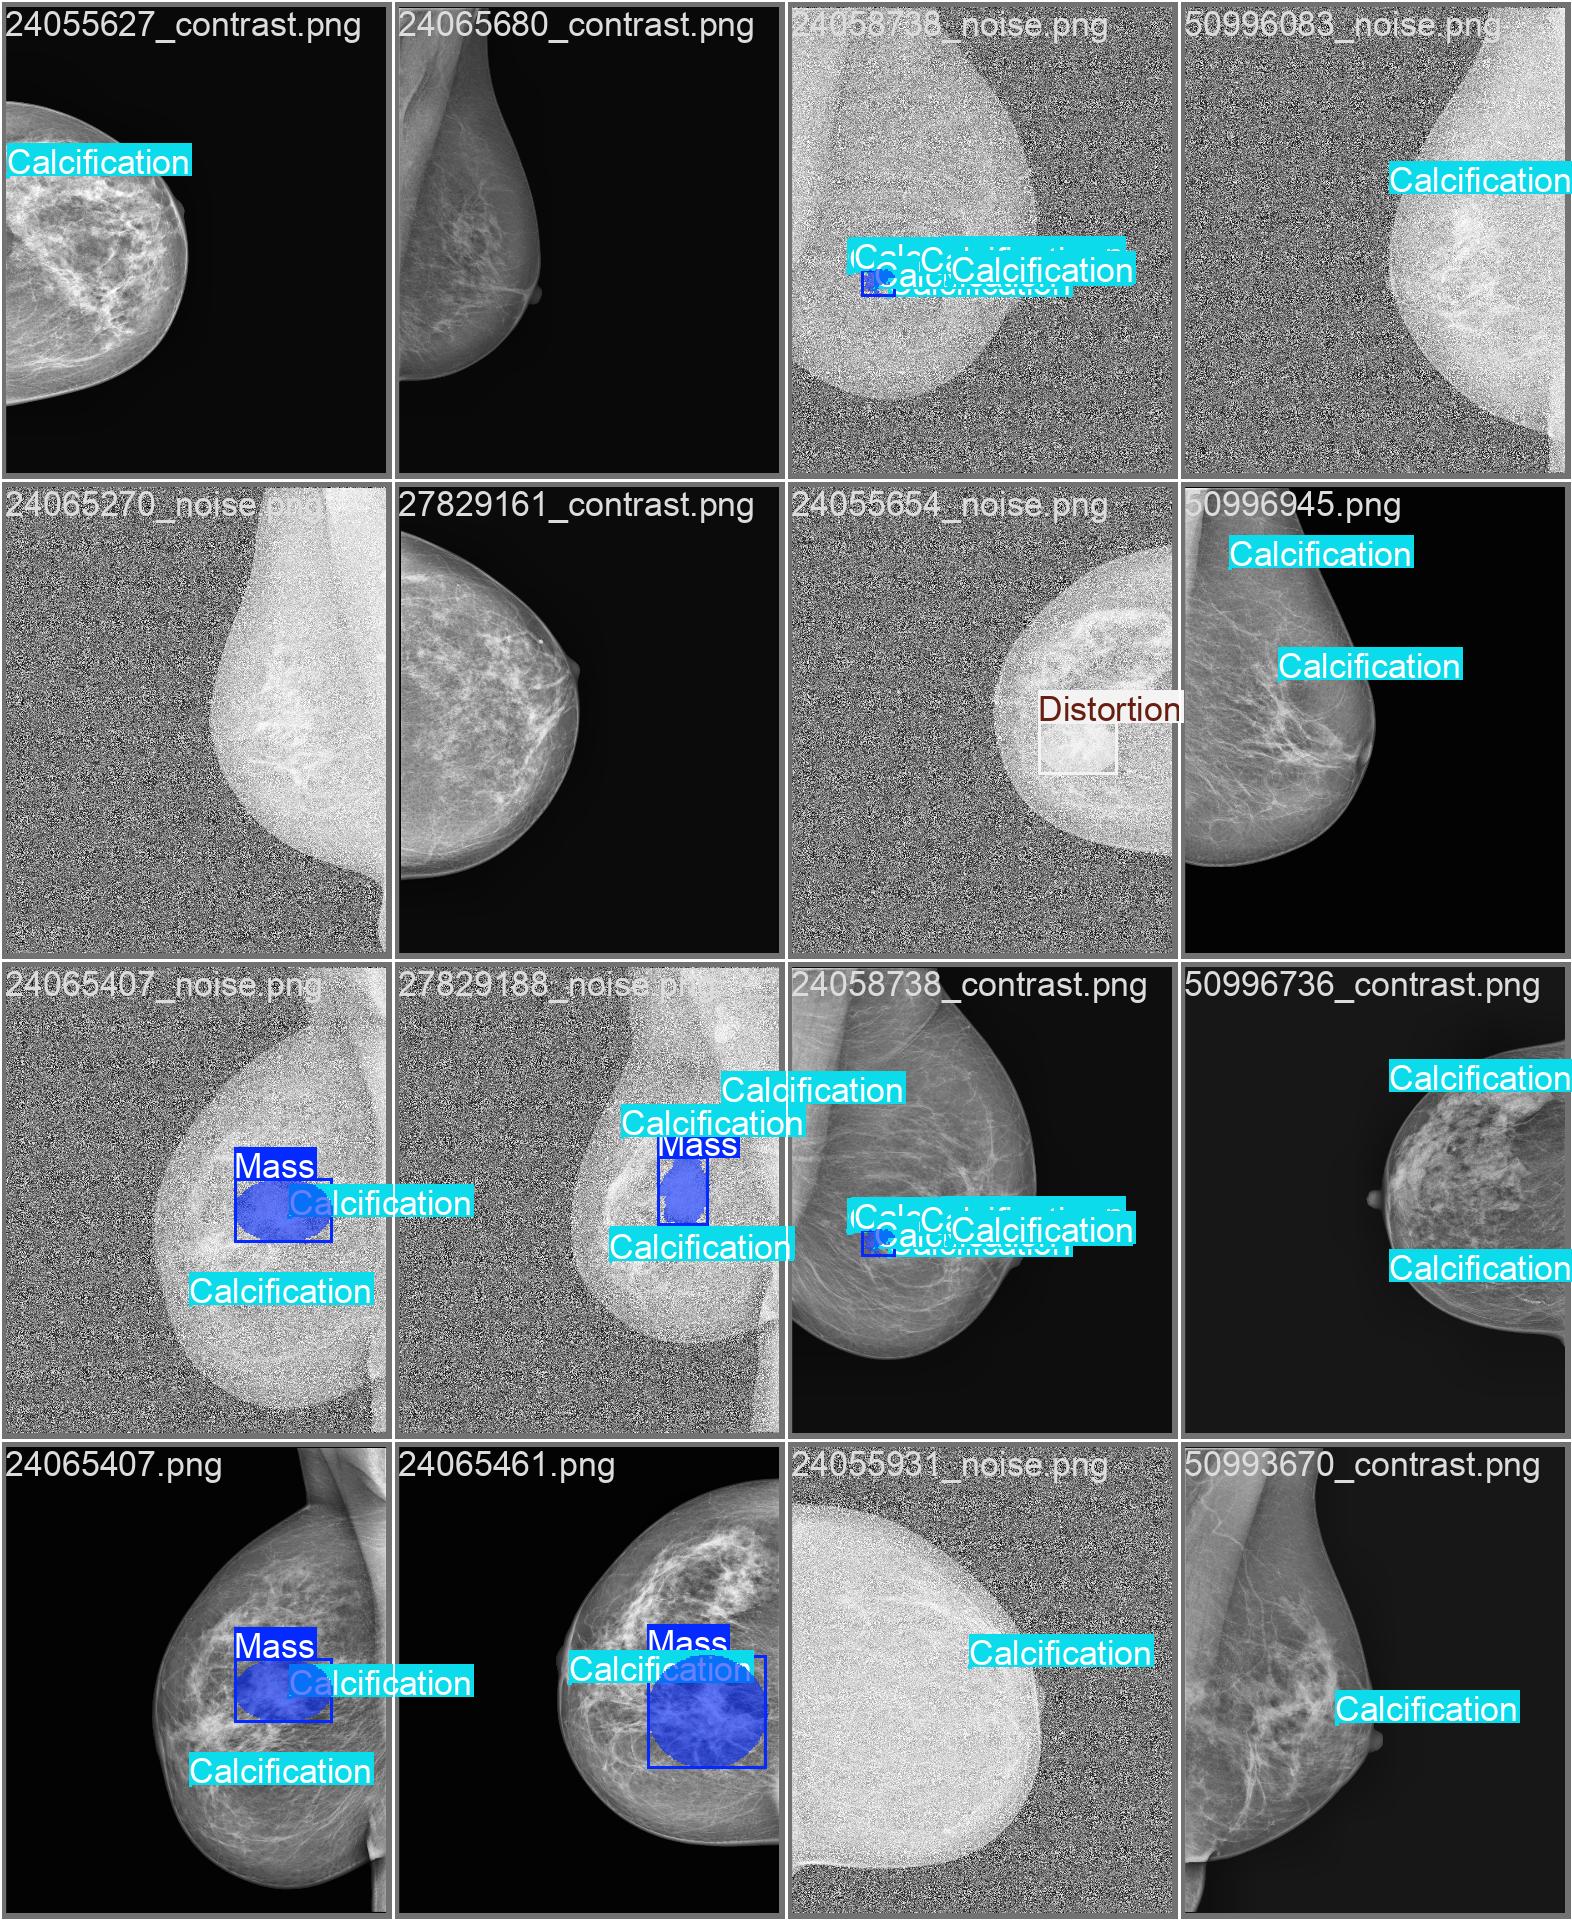 24055627_contrast.png
Calcification
24065680_contrast.png
24058738_noise.png
Calcification
50996083_noise.png
Calcification
24065270_noise.png
27829161_contrast.png
24055654_noise.png
Distortion
50996945.png
Calcification
Calcification
24065407_noise.png
Mass
Calcification
Calcification
27829188_noise.png
Calcification
Calcification
Mass
Calcification
24058738_contrast.png
Calcification
50996736_contrast.png
Calcification
Calcification
24065407.png
Mass
Calcification
Calcification
24065461.png
Mass
Calcification
24055931_noise.png
Calcification
50993670_contrast.png
Calcification